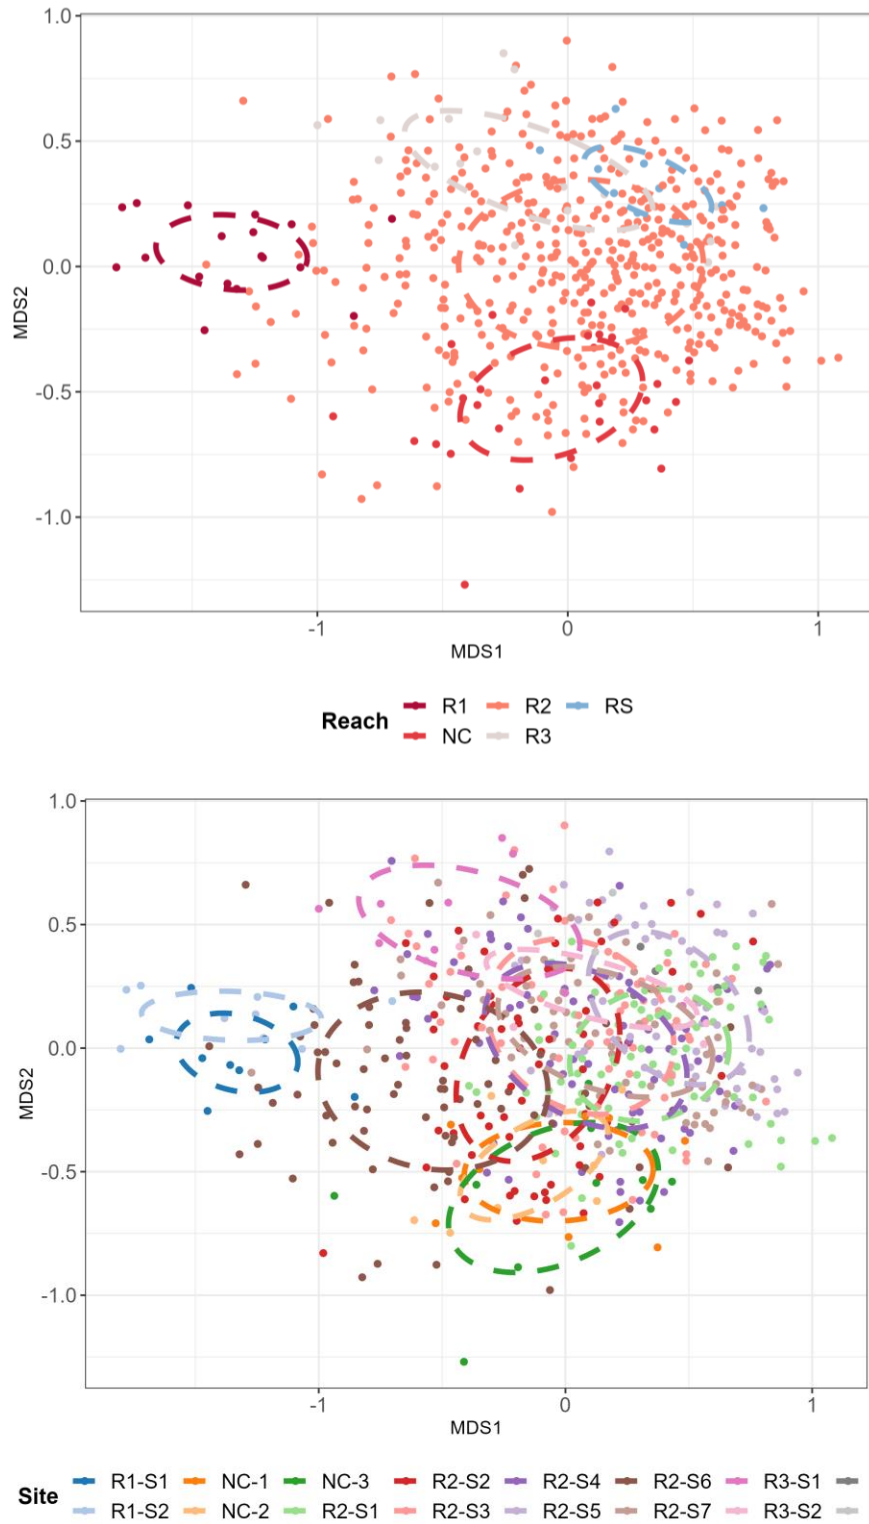 1.0
0.5
0.0
-0.5
-1.0
MDS2
-1 0 1
MDS1
Reach R1 R2 RS
NC R3
1.0
0.5
0.0
-0.5
-1.0
MDS2
-1 0 1
MDS1
Site R1-S1 NC-1 NC-3 R2-S2 R2-S4 R2-S6 R3-S1
R1-S2 NC-2 R2-S1 R2-S3 R2-S5 R2-S7 R3-S2